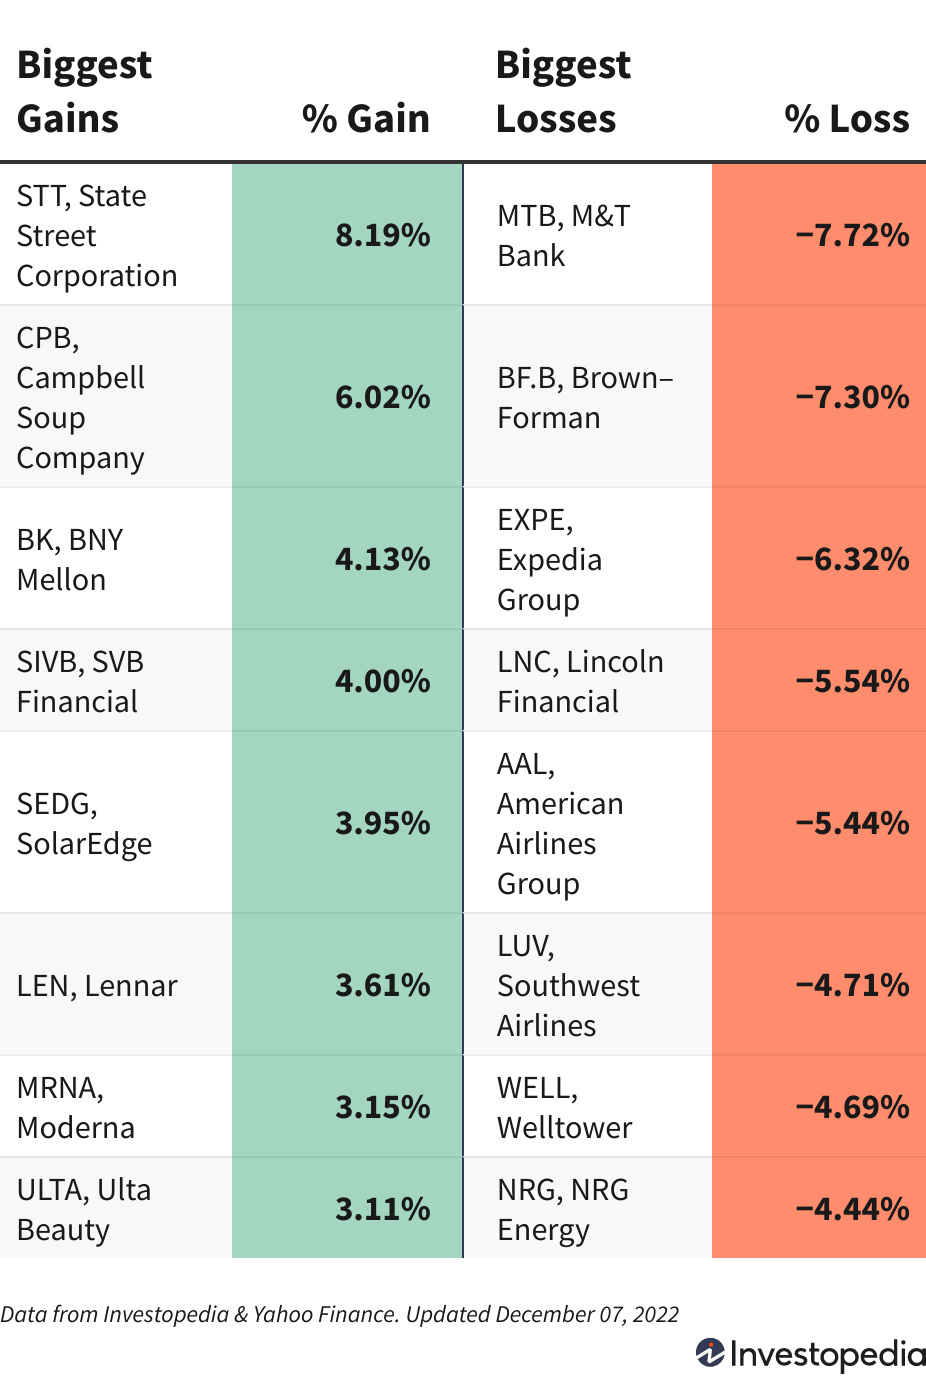 Biggest
Gains
% Gain
Biggest
Losses
% Loss
STT, State
Street
Corporation
8.19%
MTB, M&T
Bank
−7.72%
CPB,
Campbell
Soup
Company
6.02%
BF.B, Brown–
Forman
−7.30%
BK, BNY
Mellon
4.13%
EXPE,
Expedia
Group
−6.32%
SIVB, SVB
Financial
4.00%
LNC, Lincoln
Financial
−5.54%
SEDG,
SolarEdge
3.95%
AAL,
American
Airlines
Group
−5.44%
LEN, Lennar
3.61%
LUV,
Southwest
Airlines
−4.71%
MRNA,
Moderna
3.15%
WELL,
Welltower
−4.69%
ULTA, Ulta
Beauty
3.11%
NRG, NRG
Energy
−4.44%
Data from Investopedia & Yahoo Finance. Updated December 07, 2022
Investopedia